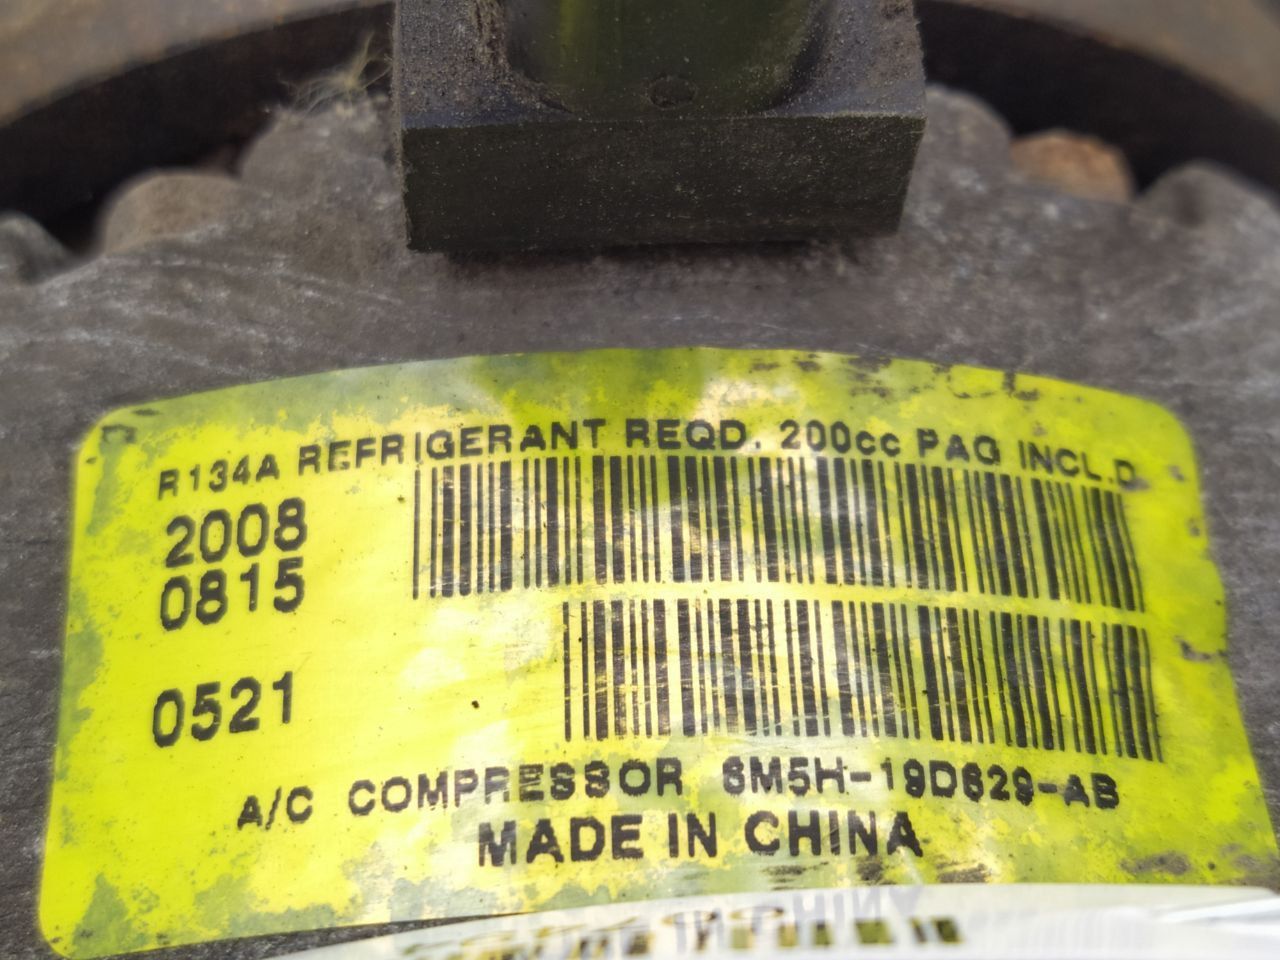 R134A REFRIGERANT REQD. 200cc PAG INCL.D
2008
0815
0521
A/C COMPRESSOR 6M5H-19D629-AB
MADE IN CHINA